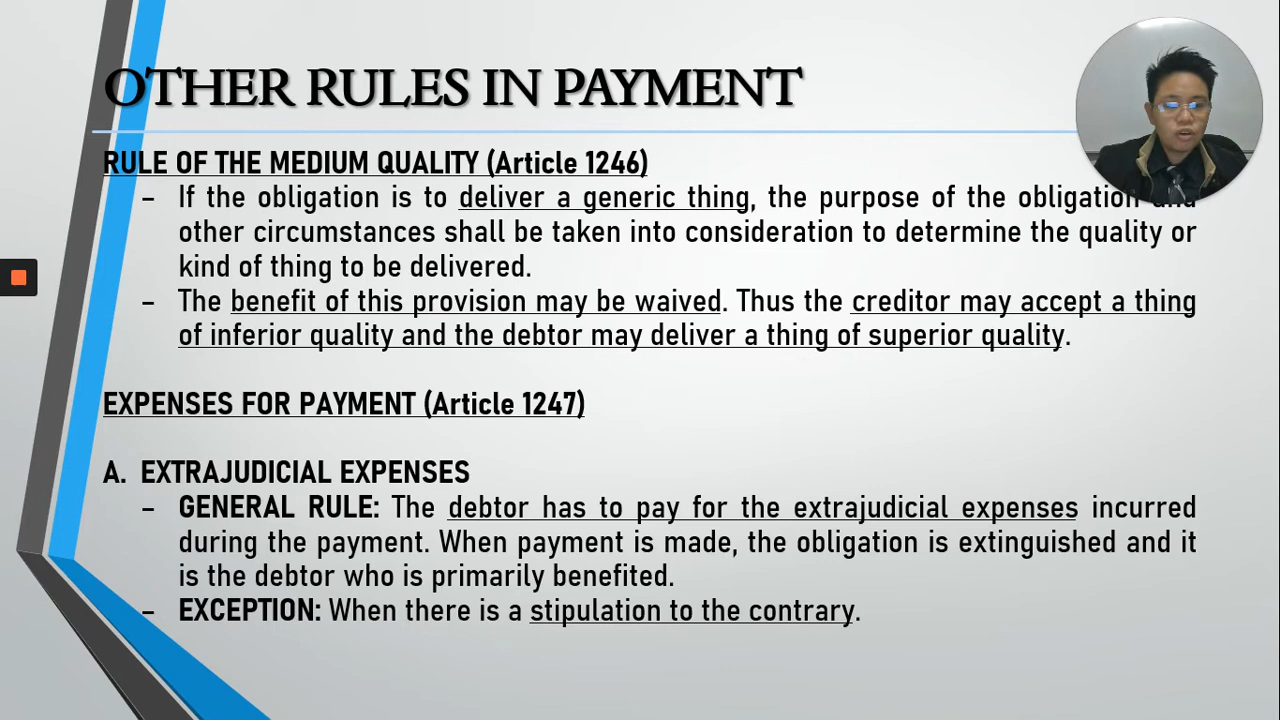 OTHER RULES IN PAYMENT
RULE OF THE MEDIUM QUALITY (Article 1246)
– If the obligation is to deliver a generic thing, the purpose of the obligation and
other circumstances shall be taken into consideration to determine the quality or
kind of thing to be delivered.
– The benefit of this provision may be waived. Thus the creditor may accept a thing
of inferior quality and the debtor may deliver a thing of superior quality.
EXPENSES FOR PAYMENT (Article 1247)
A. EXTRAJUDICIAL EXPENSES
– GENERAL RULE: The debtor has to pay for the extrajudicial expenses incurred
during the payment. When payment is made, the obligation is extinguished and it
is the debtor who is primarily benefited.
– EXCEPTION: When there is a stipulation to the contrary.